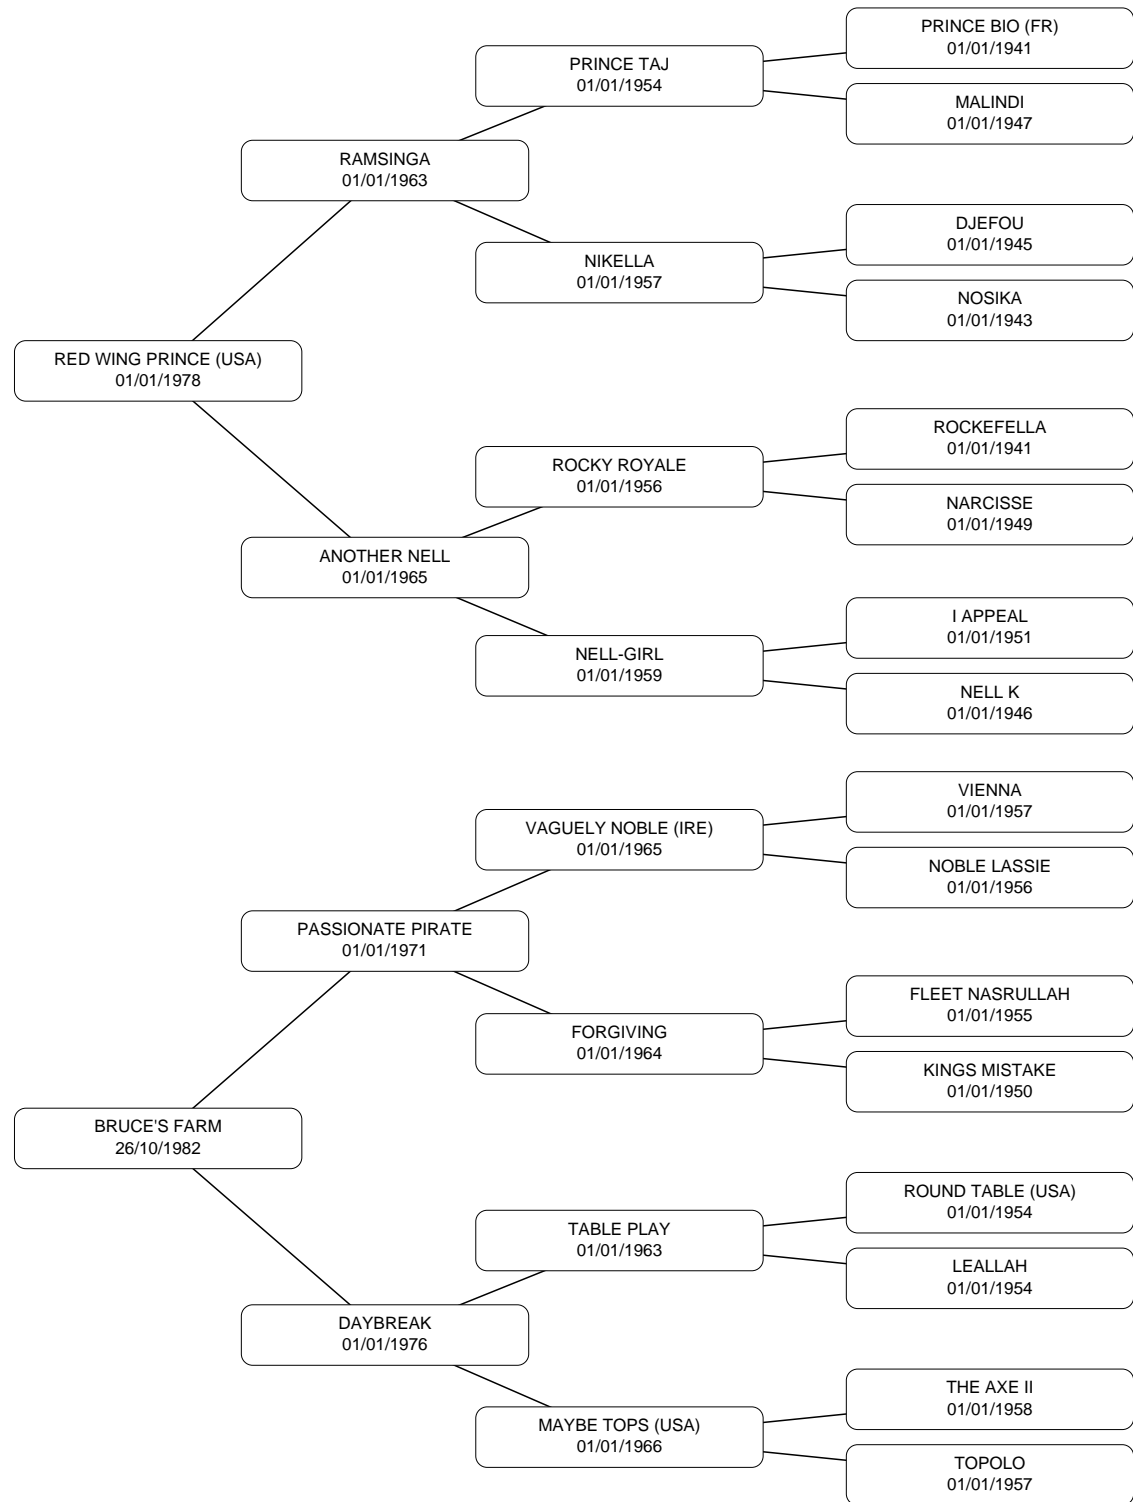 PRINCE BIO (FR)
01/01/1941
PRINCE TAJ
01/01/1954
MALINDI
01/01/1947
RAMSINGA
01/01/1963
DJEFOU
01/01/1945
NIKELLA
01/01/1957
NOSIKA
01/01/1943
RED WING PRINCE (USA)
01/01/1978
ROCKEFELLA
01/01/1941
ROCKY ROYALE
01/01/1956
NARCISSE
01/01/1949
ANOTHER NELL
01/01/1965
I APPEAL
01/01/1951
NELL-GIRL
01/01/1959
NELL K
01/01/1946
VIENNA
01/01/1957
VAGUELY NOBLE (IRE)
01/01/1965
NOBLE LASSIE
01/01/1956
PASSIONATE PIRATE
01/01/1971
FLEET NASRULLAH
01/01/1955
FORGIVING
01/01/1964
KINGS MISTAKE
01/01/1950
BRUCE'S FARM
26/10/1982
ROUND TABLE (USA)
01/01/1954
TABLE PLAY
01/01/1963
LEALLAH
01/01/1954
DAYBREAK
01/01/1976
THE AXE II
01/01/1958
MAYBE TOPS (USA)
01/01/1966
TOPOLO
01/01/1957